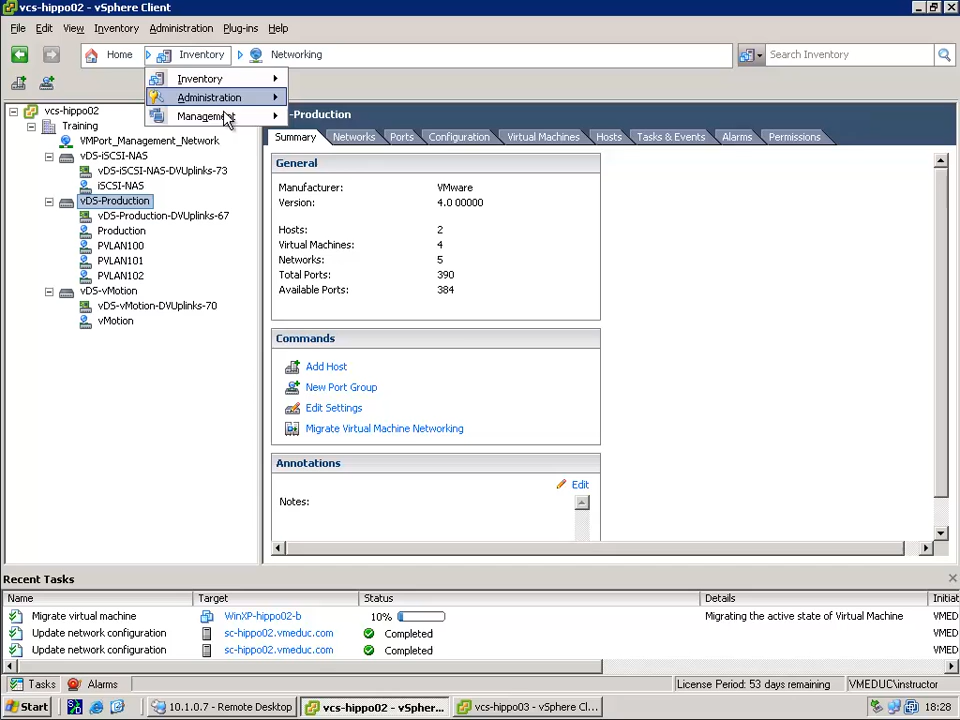 vcs-hippo02 - vSphere Client
File Edit View Inventory Administration Plug-ins Help
Home Inventory Networking Search Inventory
Inventory
Administration
vcs-hippo02
-Production
Training
VMPort_Management_Network
Summary Networks Ports Configuration Virtual Machines Hosts Tasks & Events Alarms Permissions
vDS-iSCSI-NAS
vDS-iSCSI-NAS-DVUplinks-73
iSCSI-NAS
vDS-Production
vDS-Production-DVUplinks-67
Production
PVLAN100
PVLAN101
PVLAN102
vDS-vMotion
vDS-vMotion-DVUplinks-70
vMotion
General
Manufacturer: VMware
Version: 4.0 00000
Hosts: 2
Virtual Machines: 4
Networks: 5
Total Ports: 390
Available Ports: 384
Commands
Add Host
New Port Group
Edit Settings
Migrate Virtual Machine Networking
Annotations
Edit
Notes:
Recent Tasks
Name Target Status Details Initiat
Migrate virtual machine WinXP-hippo02-b 10% Migrating the active state of Virtual Machine VMED
Update network configuration sc-hippo02.vmeduc.com Completed VMED
Update network configuration sc-hippo02.vmeduc.com Completed VMED
Tasks Alarms License Period: 53 days remaining VMEDUC\instructor
Start 10.1.0.7 - Remote Desktop vcs-hippo02 - vSpher... vcs-hippo03 - vSphere Cl... 18:28